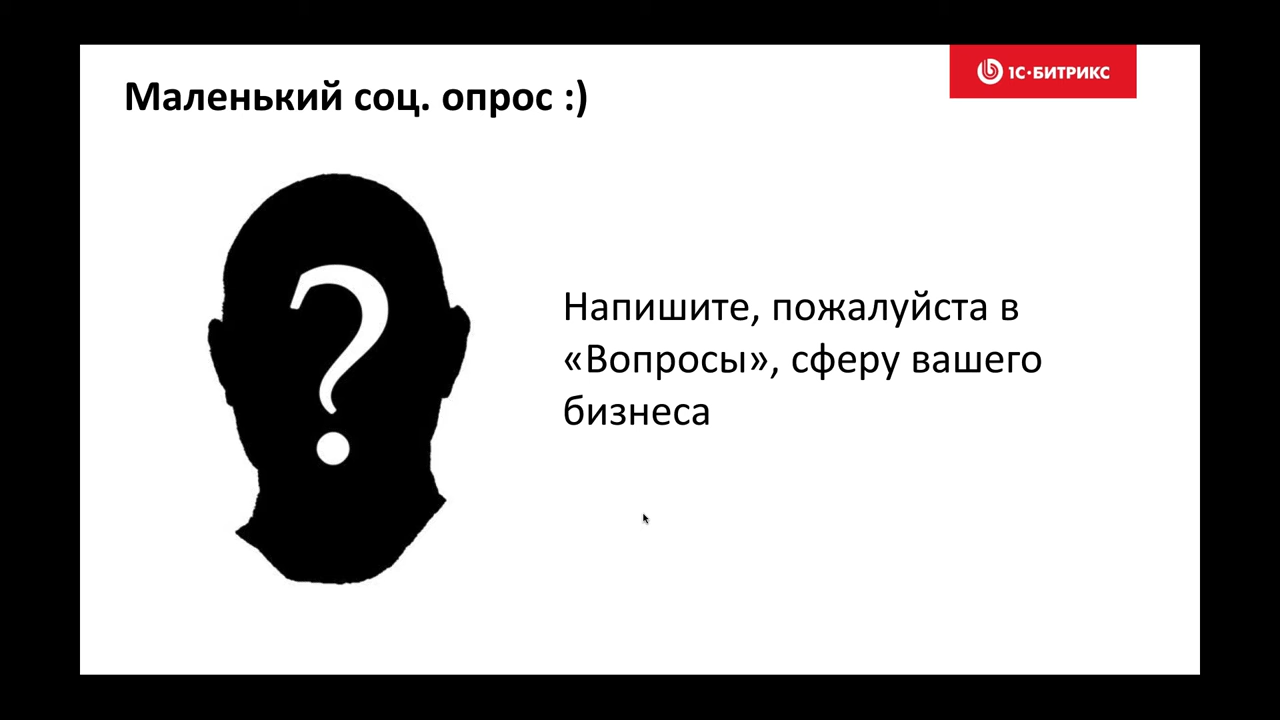 1С·БИТРИКС
Маленький соц. опрос :)
?
Напишите, пожалуйста в
«Вопросы», сферу вашего
бизнеса